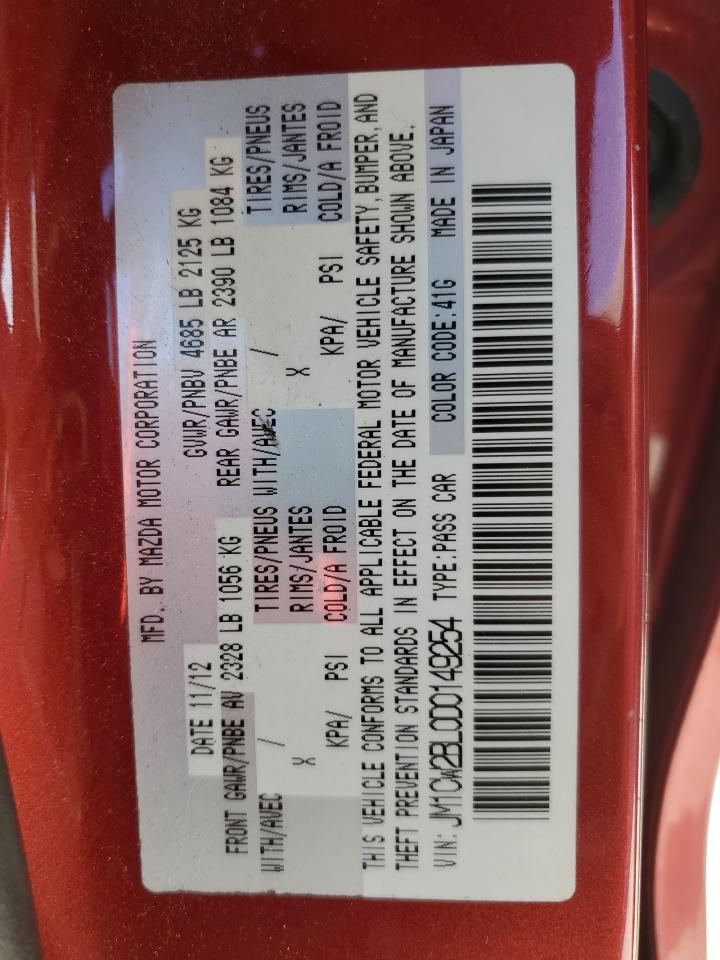 MFD. BY MAZDA MOTOR CORPORATION
DATE 11/12 GVWR/PNBV 4685 LB 2125 KG
FRONT GAWR/PNBE AV 2328 LB 1056 KG REAR GAWR/PNBE AR 2390 LB 1084 KG
WITH/AVEC / TIRES/PNEUS WITH/AVEC / TIRES/PNEUS
X RIMS/JANTES X RIMS/JANTES
KPA/ PSI COLD/A FROID KPA/ PSI COLD/A FROID
THIS VEHICLE CONFORMS TO ALL APPLICABLE FEDERAL MOTOR VEHICLE SAFETY, BUMPER, AND
THEFT PREVENTION STANDARDS IN EFFECT ON THE DATE OF MANUFACTURE SHOWN ABOVE.
VIN: JM1CW2BL0D0149254 TYPE:PASS CAR COLOR CODE:41G MADE IN JAPAN